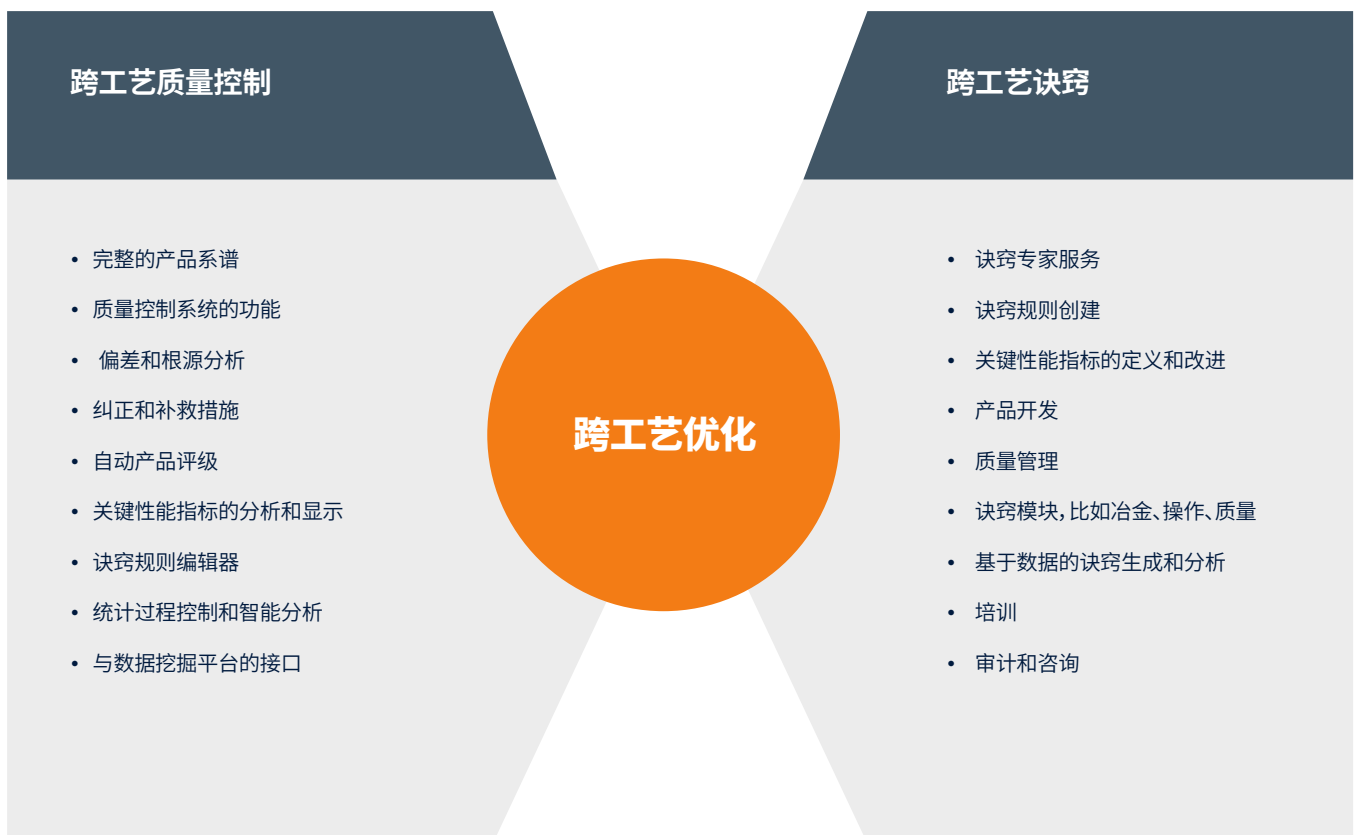 跨工艺质量控制
• 完整的产品系谱
• 质量控制系统的功能
• 偏差和根源分析
• 纠正和补救措施
• 自动产品评级
• 关键性能指标的分析和显示
• 诀窍规则编辑器
• 统计过程控制和智能分析
• 与数据挖掘平台的接口
跨工艺优化
跨工艺诀窍
• 诀窍专家服务
• 诀窍规则创建
• 关键性能指标的定义和改进
• 产品开发
• 质量管理
• 诀窍模块，比如冶金、操作、质量
• 基于数据的诀窍生成和分析
• 培训
• 审计和咨询